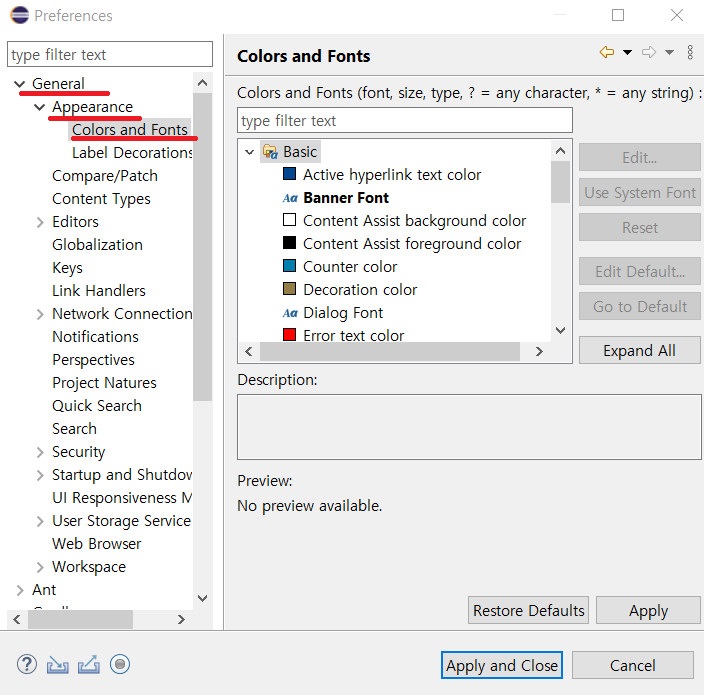 Preferences
type filter text
General
Appearance
Colors and Fonts
Label Decorations
Compare/Patch
Content Types
Editors
Globalization
Keys
Link Handlers
Network Connection
Notifications
Perspectives
Project Natures
Quick Search
Search
Security
Startup and Shutdow
UI Responsiveness M
User Storage Service
Web Browser
Workspace
Ant
Colors and Fonts
Colors and Fonts (font, size, type, ? = any character, * = any string) :
type filter text
Basic
Active hyperlink text color
Aa Banner Font
Content Assist background color
Content Assist foreground color
Counter color
Decoration color
Aa Dialog Font
Error text color
Edit...
Use System Font
Reset
Edit Default...
Go to Default
Expand All
Description:
Preview:
No preview available.
Restore Defaults
Apply
Apply and Close
Cancel